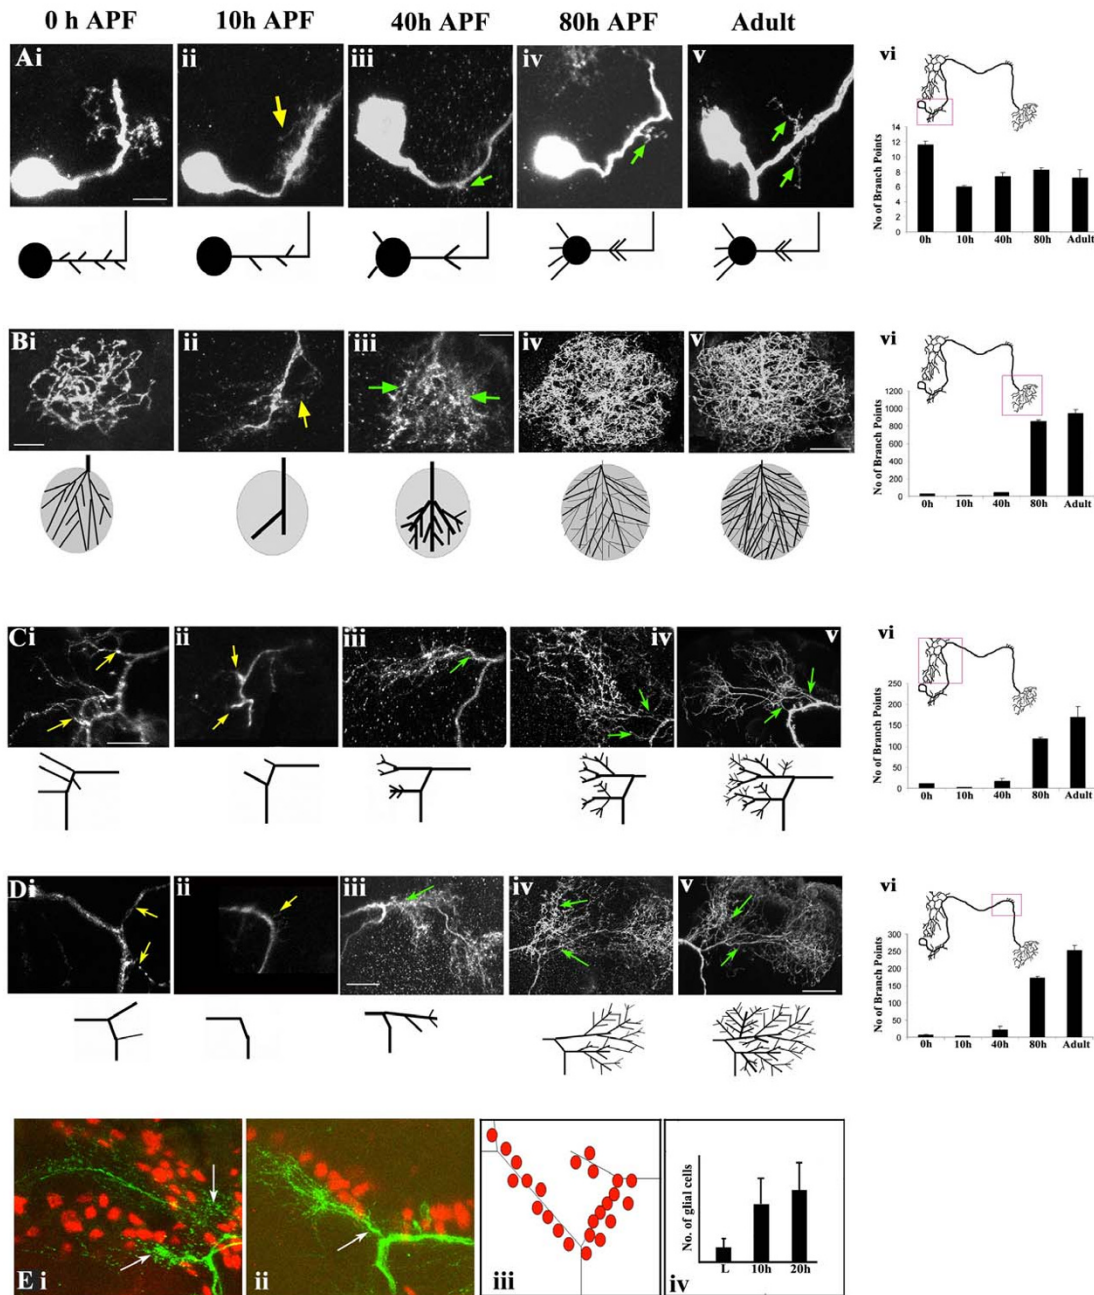 0 h APF 10h APF 40h APF 80h APF Adult
Ai ii iii iv v vi
No of Branch Points
14
12
10
8
6
4
2
0
0h 10h 40h 80h Adult
Bi ii iii iv v vi
No of Branch Points
1200
1000
800
600
400
200
0
0h 10h 40h 80h Adult
Ci ii iii iv v vi
No of Branch Points
250
200
150
100
50
0
0h 10h 40h 80h Adult
Di ii iii iv v vi
No of Branch Points
300
250
200
150
100
50
0
0h 10h 40h 80h Adult
E i ii iii iv
No. of glial cells
L 10h 20h